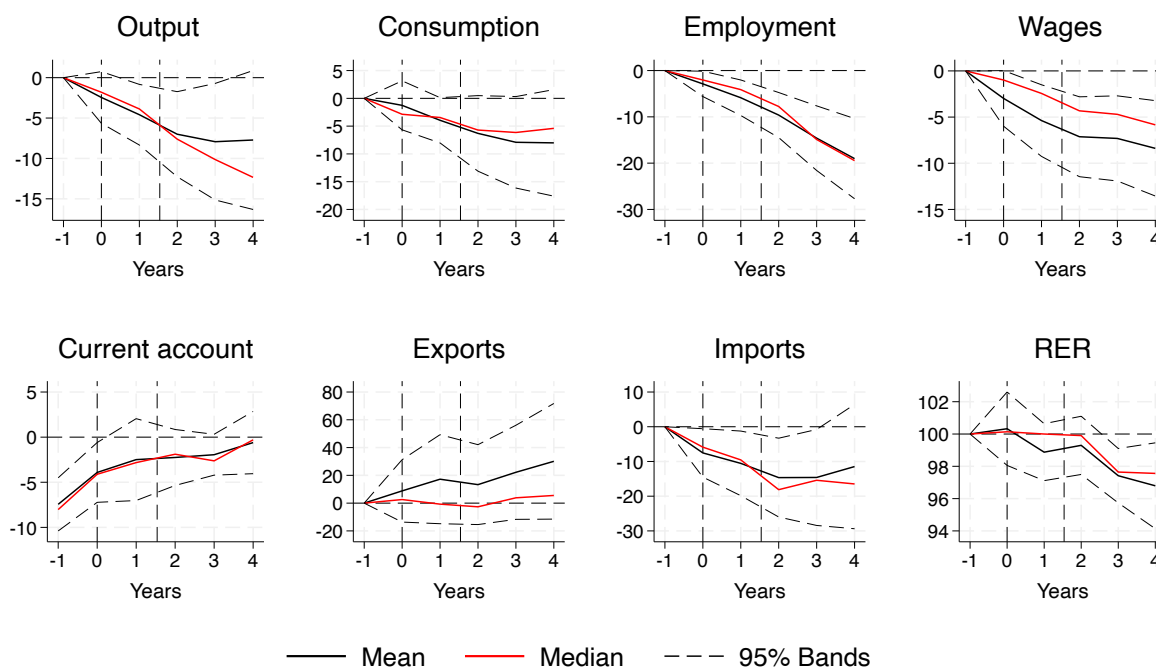 Output Consumption Employment Wages
0 5 0 0
-5 0 -10 -5
-10 -5 -20 -10
-15 -10 -30 -15
-15
-20
-1 0 1 2 3 4 -1 0 1 2 3 4 -1 0 1 2 3 4 -1 0 1 2 3 4
Years Years Years Years
Current account Exports Imports RER
5 80 10 102
0 60 0 100
-5 40 -10 98
-10 20 -20 96
0 -30 94
-20
-1 0 1 2 3 4 -1 0 1 2 3 4 -1 0 1 2 3 4 -1 0 1 2 3 4
Years Years Years Years
Mean Median 95% Bands